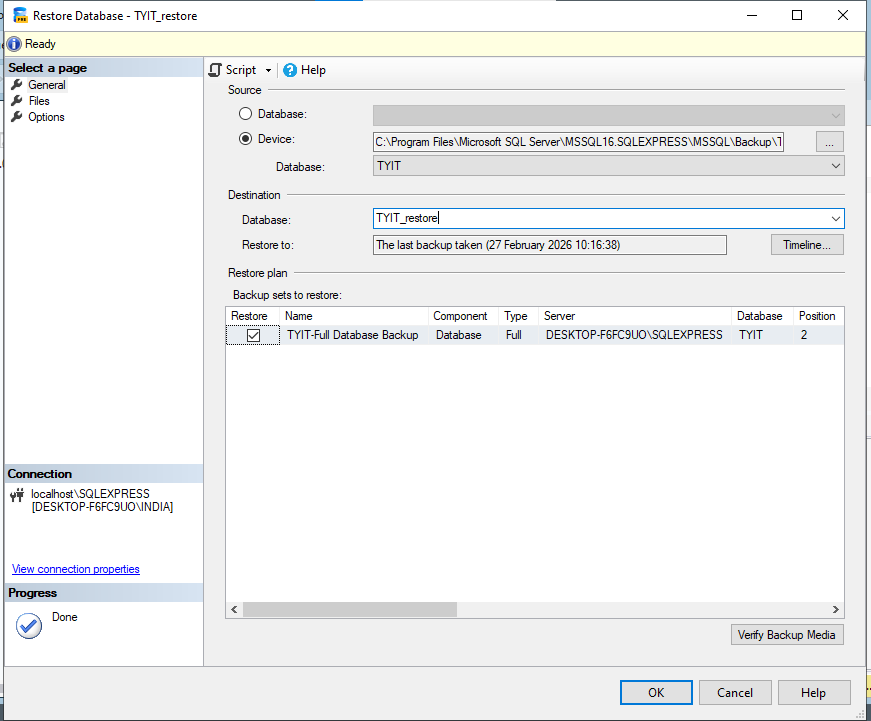 Restore Database - TYIT_restore
Ready
Select a page
General
Files
Options
Script
Help
Source
Database:
Device:
C:\Program Files\Microsoft SQL Server\MSSQL16.SQLEXPRESS\MSSQL\Backup\T
...
Database:
TYIT
Destination
Database:
TYIT_restore
Restore to:
The last backup taken (27 February 2026 10:16:38)
Timeline...
Restore plan
Backup sets to restore:
Restore Name Component Type Server Database Position
TYIT-Full Database Backup Database Full DESKTOP-F6FC9UO\SQLEXPRESS TYIT 2
Connection
localhost\SQLEXPRESS
[DESKTOP-F6FC9UO\INDIA]
View connection properties
Progress
Done
Verify Backup Media
OK
Cancel
Help